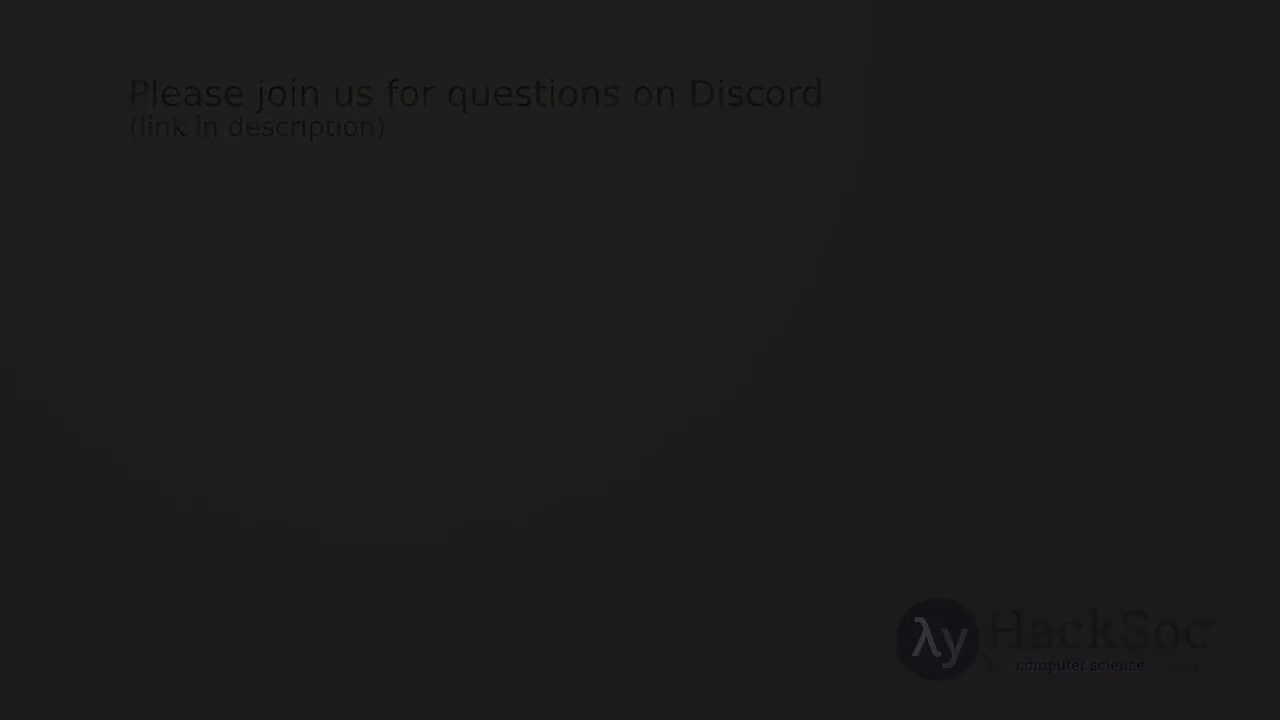 Please join us for questions on Discord
(link in description)
λy HackSoc
computer science